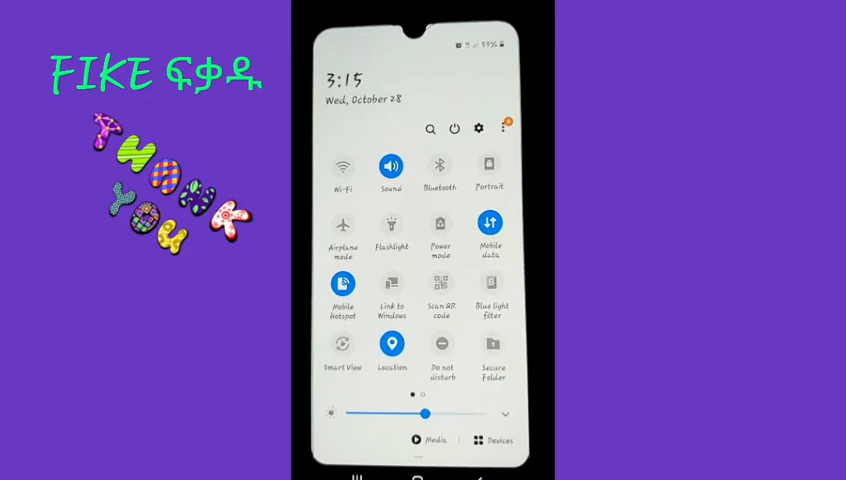 FIKE ፍቃዱ
THONK
YOU
53%
3:15
Wed, October 28
Wi-Fi
Sound
Bluetooth
Portrait
Airplane
mode
Flashlight
Power
mode
Mobile
data
Mobile
Hotspot
Link to
Windows
Scan QR
code
Blue light
filter
Smart View
Location
Do not
disturb
Secure
Folder
Media
Devices